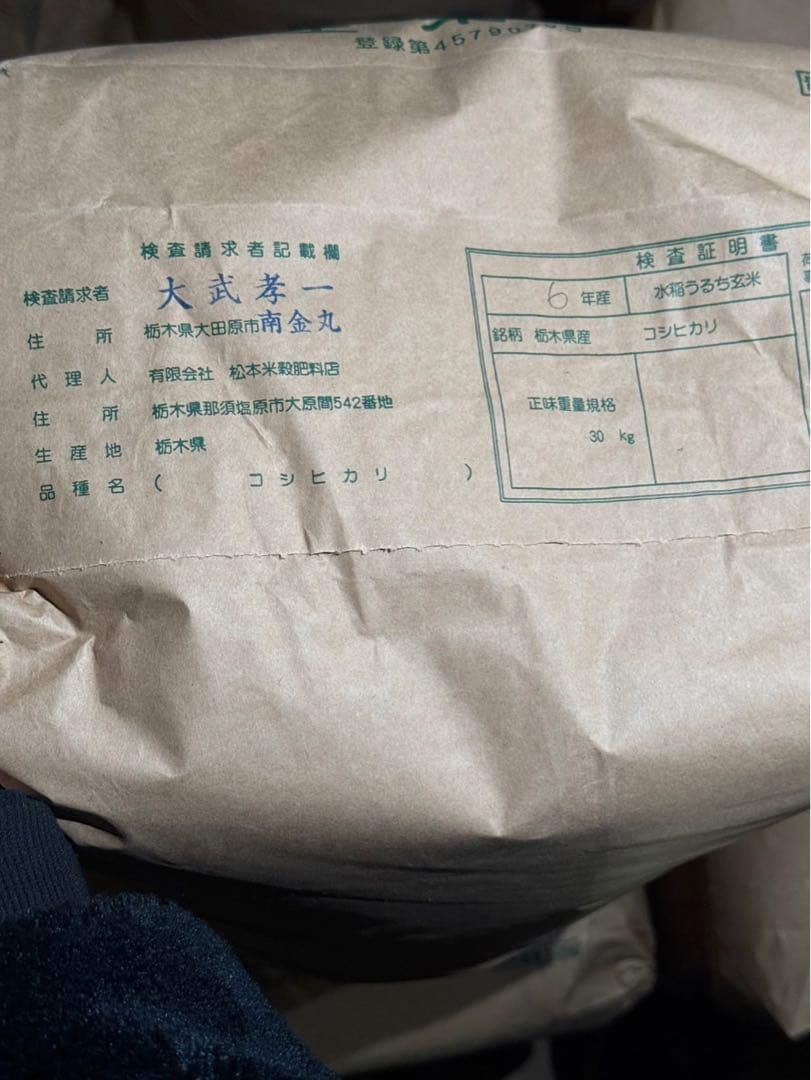 登録第4579
検査請求者記載欄
検査請求者 大武孝一
住所 栃木県大田原市南金丸
代理人 有限会社 松本米穀肥料店
住所 栃木県那須塩原市大原間542番地
生産地 栃木県
品種名 ( コシヒカリ )
検査証明書
6年産 水稲うるち玄米
銘柄 栃木県産 コシヒカリ
正味重量規格
30 kg